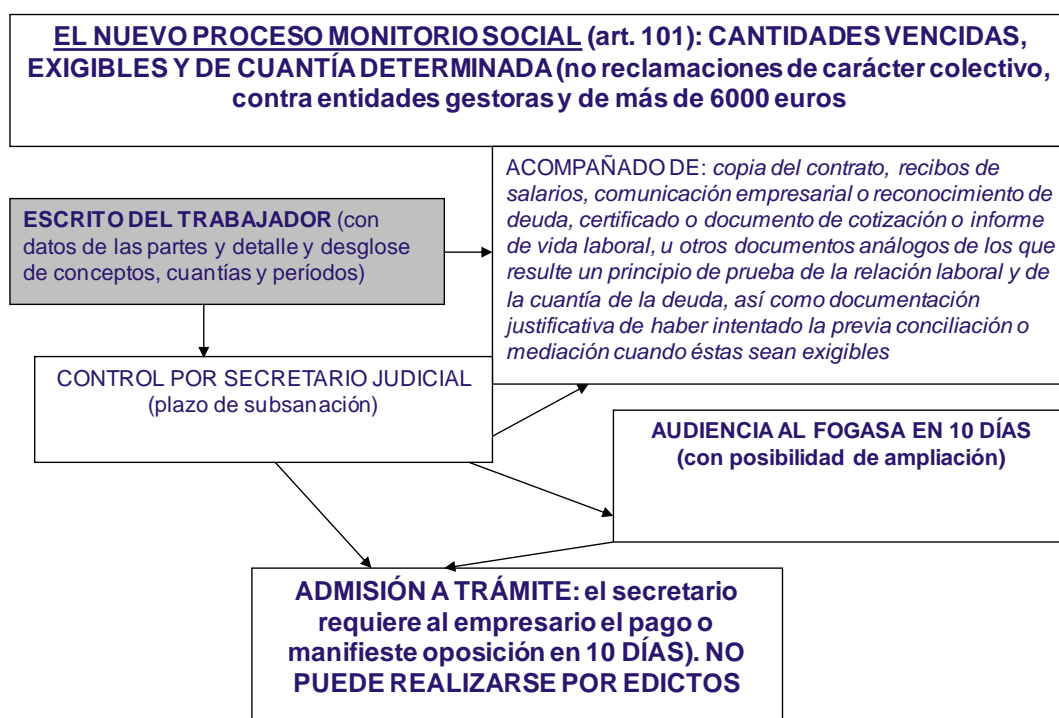 EL NUEVO PROCESO MONITORIO SOCIAL (art. 101): CANTIDADES VENCIDAS,
EXIGIBLES Y DE CUANTÍA DETERMINADA (no reclamaciones de carácter colectivo,
contra entidades gestoras y de más de 6000 euros
ACOMPAÑADO DE: copia del contrato, recibos de
salarios, comunicación empresarial o reconocimiento de
deuda, certificado o documento de cotización o informe
de vida laboral, u otros documentos análogos de los que
resulte un principio de prueba de la relación laboral y de
la cuantía de la deuda, así como documentación
justificativa de haber intentado la previa conciliación o
mediación cuando éstas sean exigibles
ESCRITO DEL TRABAJADOR (con
datos de las partes y detalle y desglose
de conceptos, cuantías y períodos)
CONTROL POR SECRETARIO JUDICIAL
(plazo de subsanación)
AUDIENCIA AL FOGASA EN 10 DÍAS
(con posibilidad de ampliación)
ADMISIÓN A TRÁMITE: el secretario
requiere al empresario el pago o
manifieste oposición en 10 DÍAS). NO
PUEDE REALIZARSE POR EDICTOS